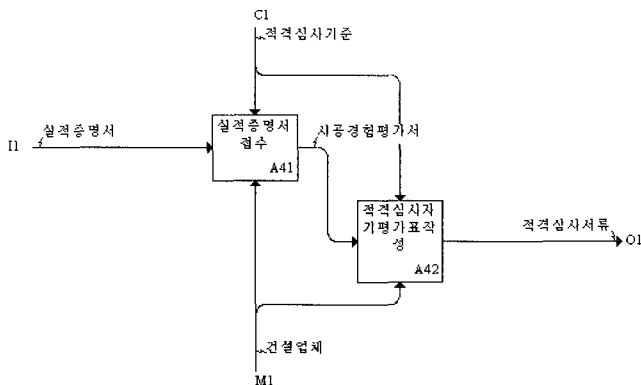 C1
적격심사기준
I1
실적증명서
실적증명서
접수
A41
시공경험평가서
적격심사자
기평가표작
성
A42
적격심사서류
O1
건설업체
M1